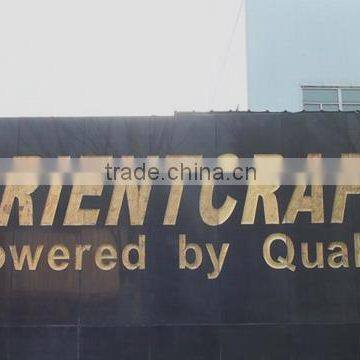 RIENTCRAF
trade.china.cn
owered by Qual